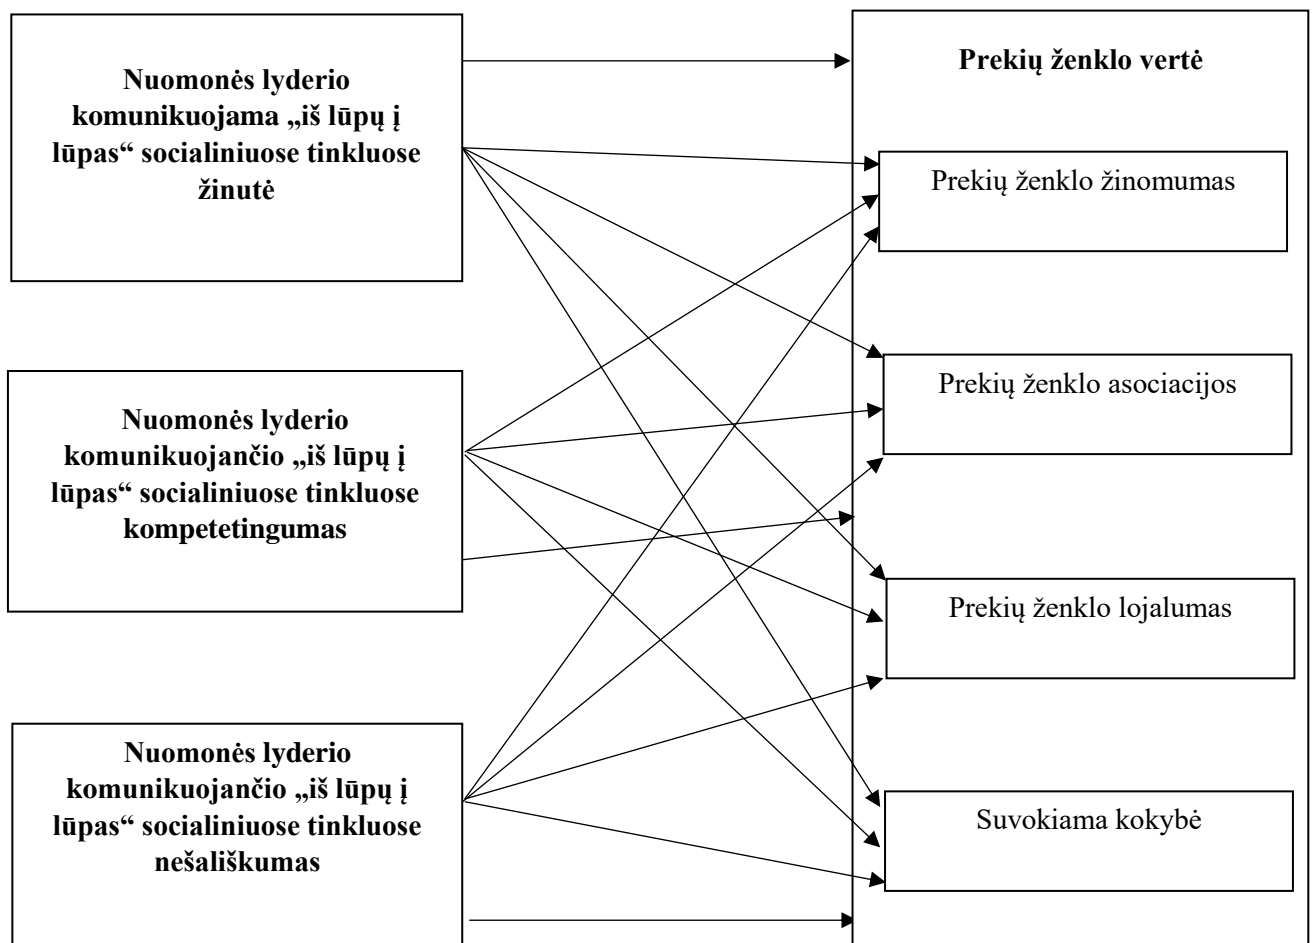 Nuomonės lyderio
komunikuojama „iš lūpų į
lūpas“ socialiniuose tinkluose
žinutė
Nuomonės lyderio
komunikuojančio „iš lūpų į
lūpas“ socialiniuose tinkluose
kompetetingumas
Nuomonės lyderio
komunikuojančio „iš lūpų į
lūpas“ socialiniuose tinkluose
nešališkumas
Prekių ženklo vertė
Prekių ženklo žinomumas
Prekių ženklo asociacijos
Prekių ženklo lojalumas
Suvokiama kokybė